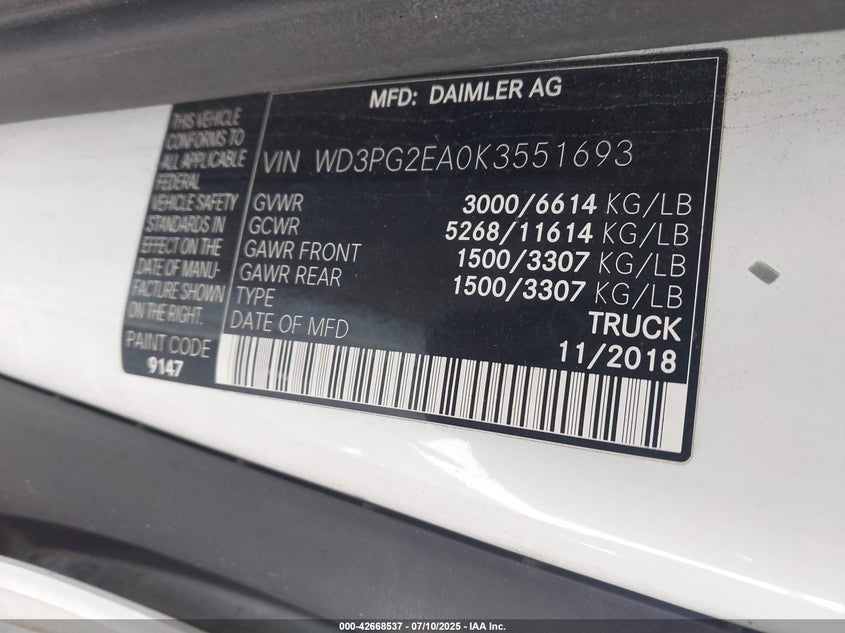 MFD: DAIMLER AG
THIS VEHICLE
CONFORMS TO
ALL APPLICABLE
FEDERAL
VEHICLE SAFETY
STANDARDS IN
EFFECT ON THE
DATE OF MANU-
FACTURE SHOWN
ON THE RIGHT.
PAINT CODE
9147
VIN WD3PG2EA0K3551693
GVWR 3000/6614 KG/LB
GCWR 5268/11614 KG/LB
GAWR FRONT 1500/3307 KG/LB
GAWR REAR 1500/3307 KG/LB
TYPE TRUCK
DATE OF MFD 11/2018
000-42668537 - 07/10/2025 - IAA Inc.